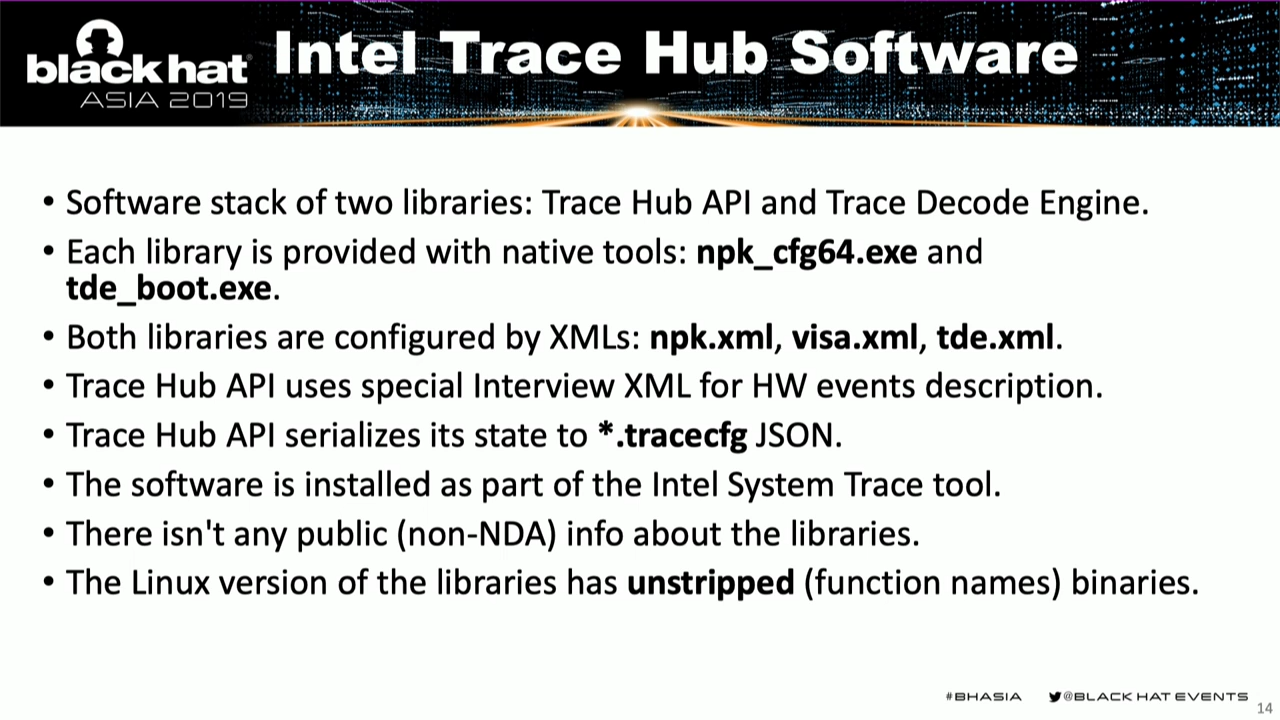 black hat
ASIA 2019
Intel Trace Hub Software
• Software stack of two libraries: Trace Hub API and Trace Decode Engine.
• Each library is provided with native tools: npk_cfg64.exe and
tde_boot.exe.
• Both libraries are configured by XMLs: npk.xml, visa.xml, tde.xml.
• Trace Hub API uses special Interview XML for HW events description.
• Trace Hub API serializes its state to *.tracecfg JSON.
• The software is installed as part of the Intel System Trace tool.
• There isn't any public (non-NDA) info about the libraries.
• The Linux version of the libraries has unstripped (function names) binaries.
#BHASIA @BLACK HAT EVENTS
14